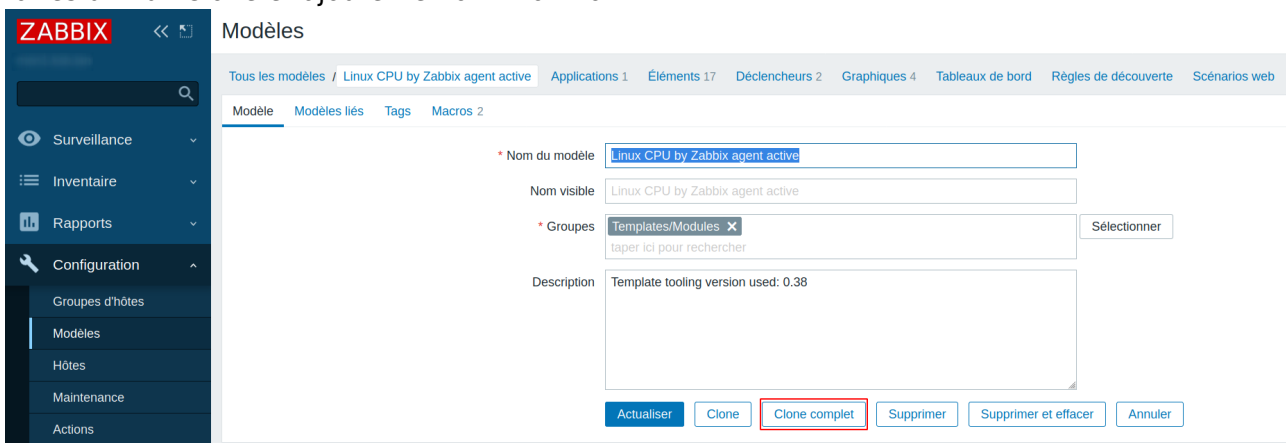 ZABBIX
Modèles
Tous les modèles / Linux CPU by Zabbix agent active Applications 1 Éléments 17 Déclencheurs 2 Graphiques 4 Tableaux de bord Règles de découverte Scénarios web
Modèle Modèles liés Tags Macros 2
Surveillance
Inventaire
Rapports
Configuration
Groupes d'hôtes
Modèles
Hôtes
Maintenance
Actions
* Nom du modèle Linux CPU by Zabbix agent active
Nom visible Linux CPU by Zabbix agent active
* Groupes Templates/Modules Sélectionner
taper ici pour rechercher
Description Template tooling version used: 0.38
Actualiser Clone Clone complet Supprimer Supprimer et effacer Annuler